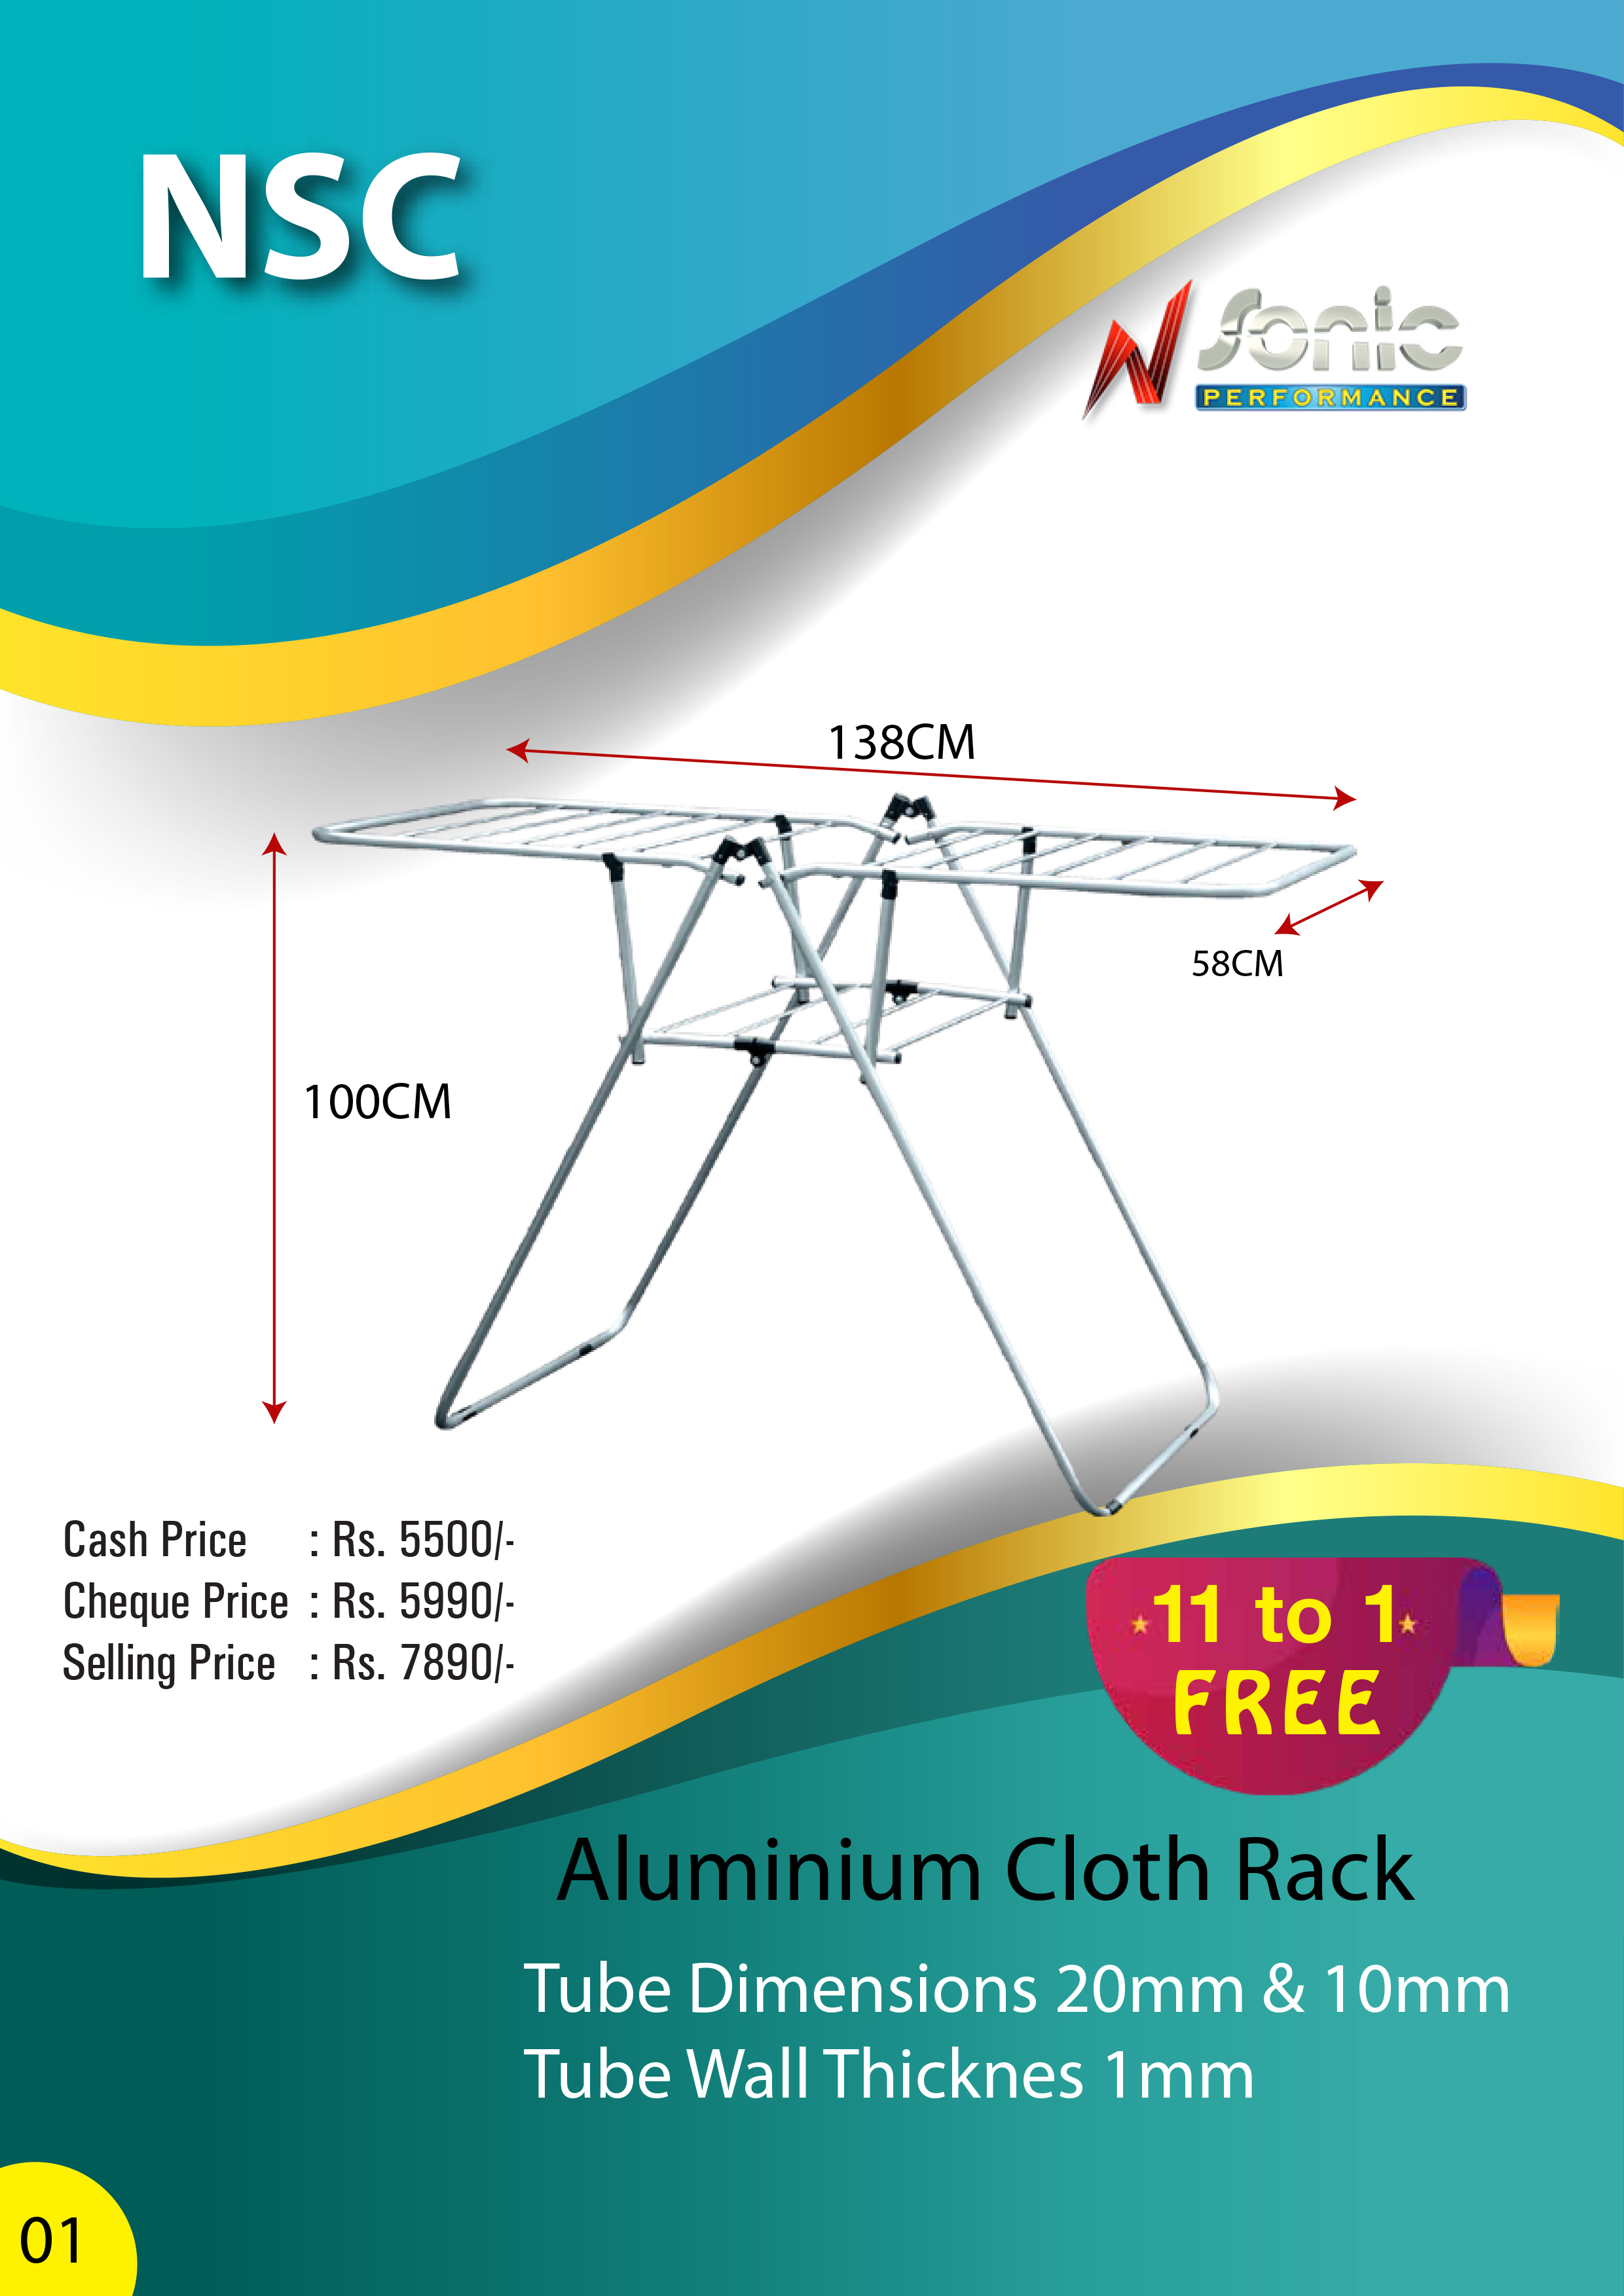 NSC
N Sonic
PERFORMANCE
138CM
58CM
100CM
Cash Price : Rs. 5500/-
Cheque Price : Rs. 5990/-
Selling Price : Rs. 7890/-
11 to 1
FREE
Aluminium Cloth Rack
Tube Dimensions 20mm & 10mm
Tube Wall Thicknes 1mm
01